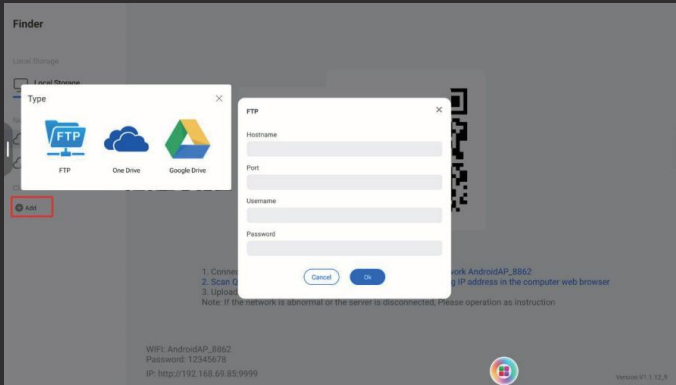 Finder
Local Storage
Local Storage
Type
FTP
FTP
One Drive
Google Drive
Add
FTP
Hostname
Port
Username
Password
Cancel
Ok
1. Connec
work AndroidAP_8862
2. Scan Q
g IP address in the computer web browser
3. Upload
Note: If the network is abnormal or the server is disconnected, Please operation as instruction
WIFI: AndroidAP_8862
Password: 12345678
IP: http://192.168.69.85:9999